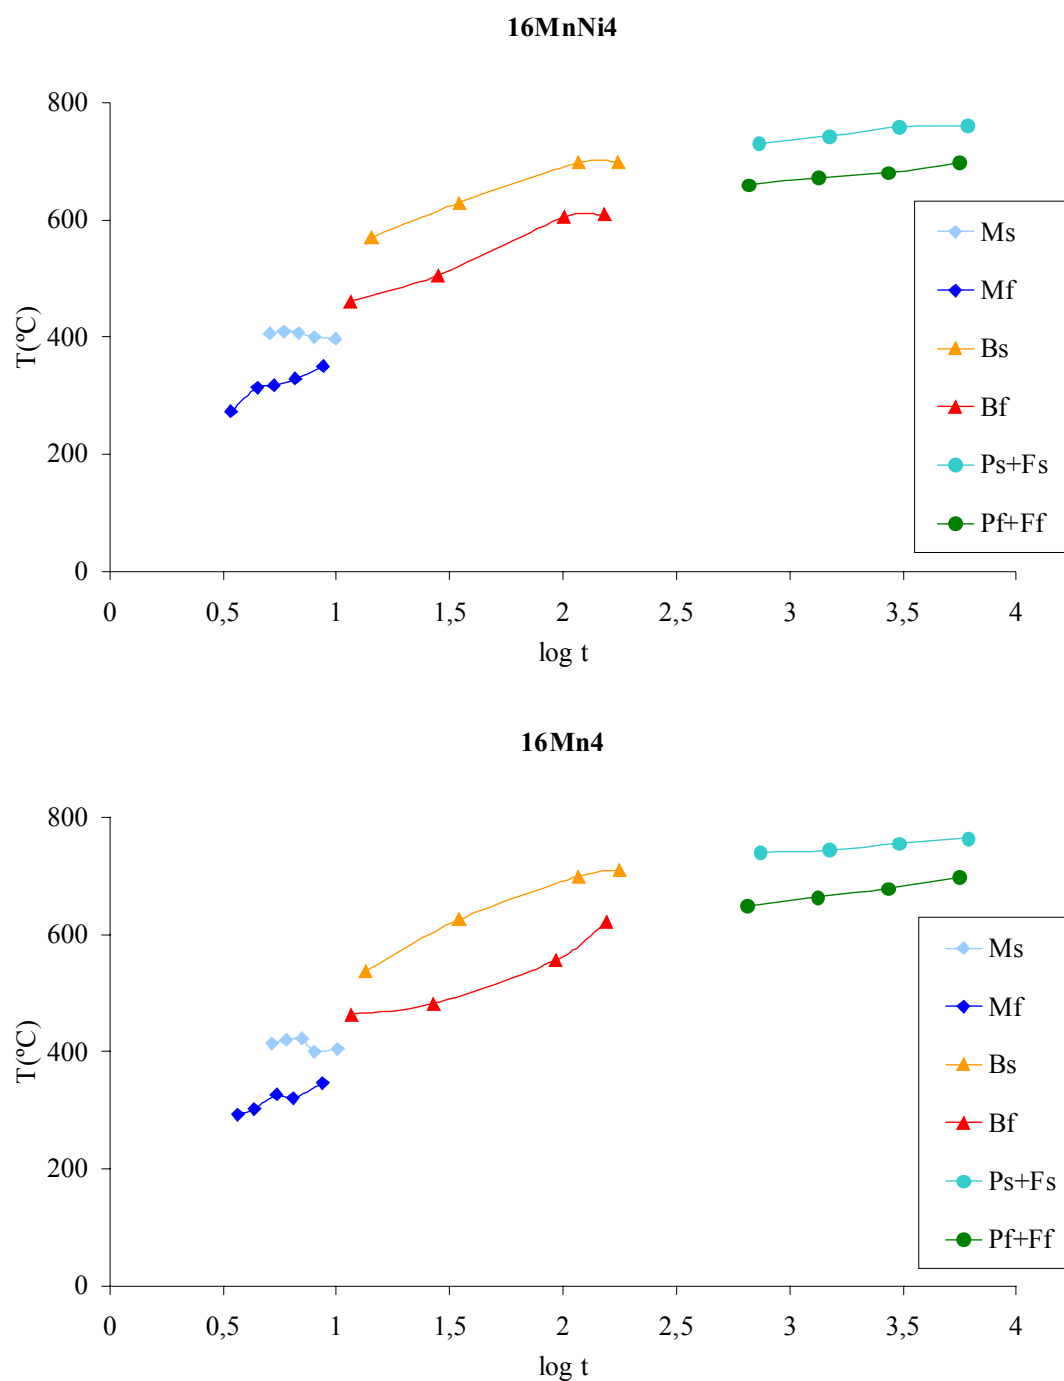 16MnNi4
800
600
400
200
0
T(ºC)
0 0,5 1 1,5 2 2,5 3 3,5 4
log t
Ms
Mf
Bs
Bf
Ps+Fs
Pf+Ff
16Mn4
800
600
400
200
0
T(ºC)
0 0,5 1 1,5 2 2,5 3 3,5 4
log t
Ms
Mf
Bs
Bf
Ps+Fs
Pf+Ff